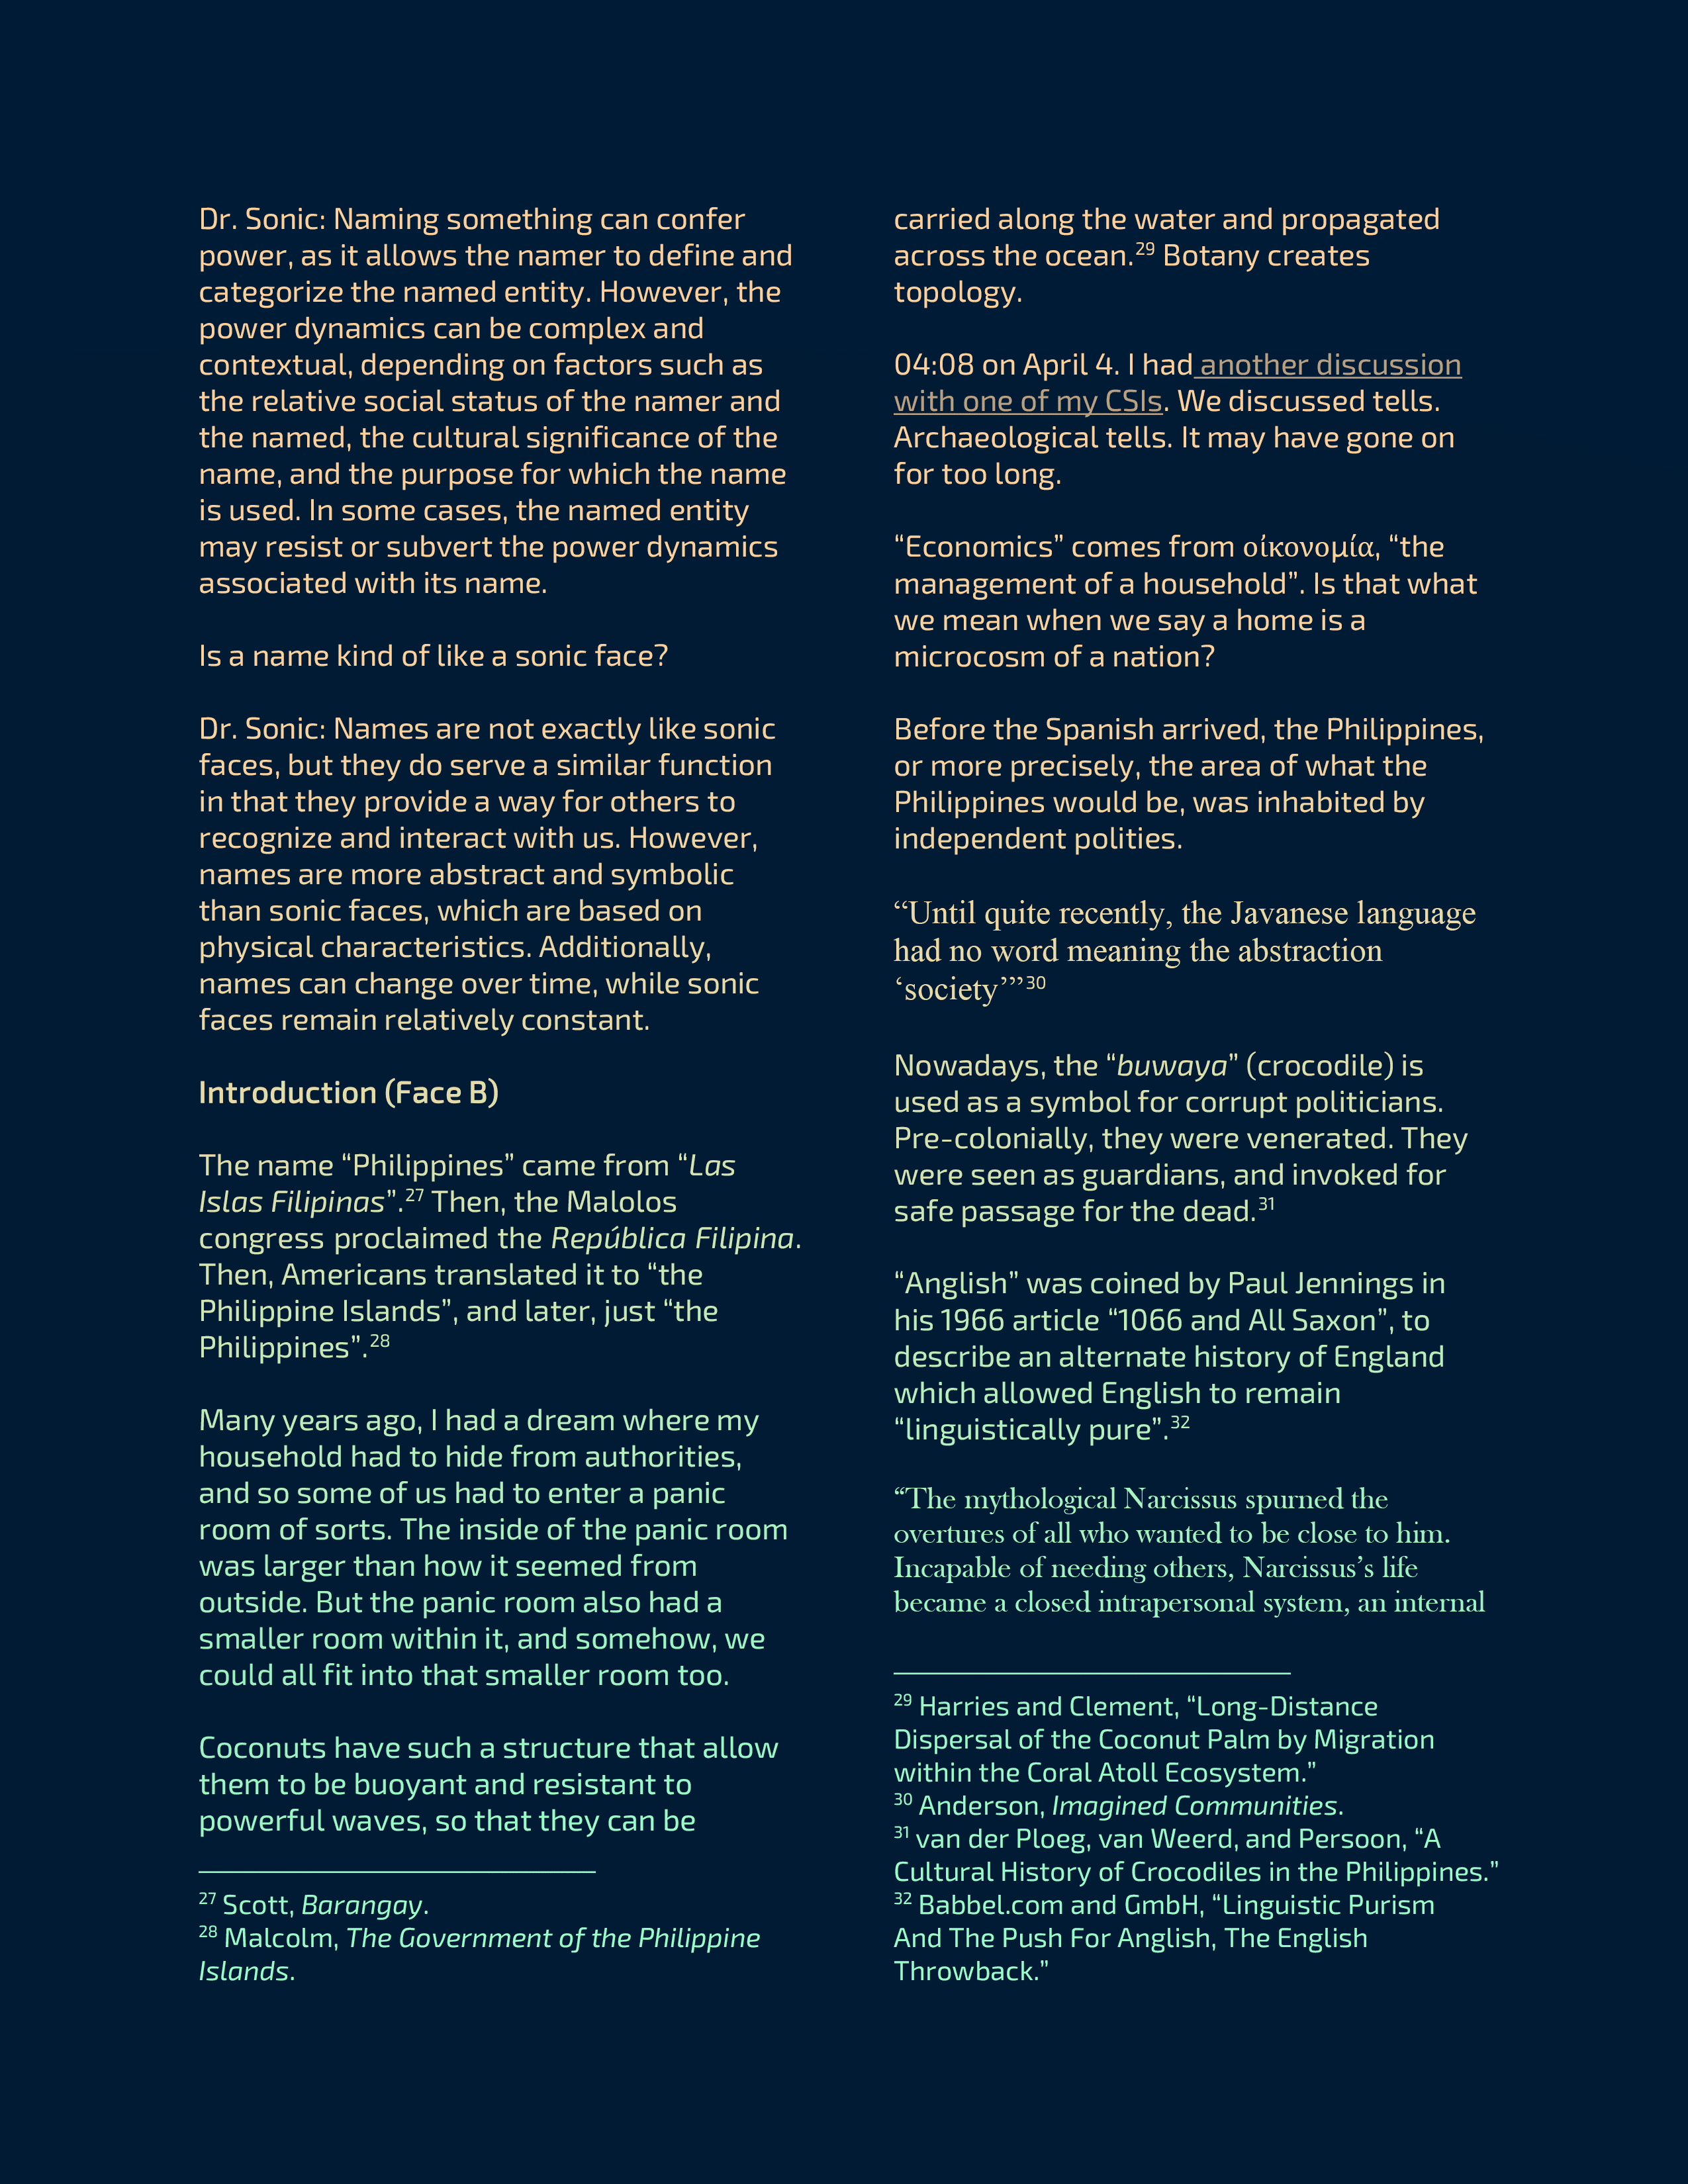 Dr. Sonic: Naming something can confer
power, as it allows the namer to define and
categorize the named entity. However, the
power dynamics can be complex and
contextual, depending on factors such as
the relative social status of the namer and
the named, the cultural significance of the
name, and the purpose for which the name
is used. In some cases, the named entity
may resist or subvert the power dynamics
associated with its name.
Is a name kind of like a sonic face?
Dr. Sonic: Names are not exactly like sonic
faces, but they do serve a similar function
in that they provide a way for others to
recognize and interact with us. However,
names are more abstract and symbolic
than sonic faces, which are based on
physical characteristics. Additionally,
names can change over time, while sonic
faces remain relatively constant.
Introduction (Face B)
The name “Philippines” came from “Las
Islas Filipinas”.27 Then, the Malolos
congress proclaimed the República Filipina.
Then, Americans translated it to “the
Philippine Islands”, and later, just “the
Philippines”.28
Many years ago, I had a dream where my
household had to hide from authorities,
and so some of us had to enter a panic
room of sorts. The inside of the panic room
was larger than how it seemed from
outside. But the panic room also had a
smaller room within it, and somehow, we
could all fit into that smaller room too.
Coconuts have such a structure that allow
them to be buoyant and resistant to
powerful waves, so that they can be
27 Scott, Barangay.
28 Malcolm, The Government of the Philippine
Islands.
carried along the water and propagated
across the ocean.29 Botany creates
topology.
04:08 on April 4. I had another discussion
with one of my CSIs. We discussed tells.
Archaeological tells. It may have gone on
for too long.
“Economics” comes from οἰκονομία, “the
management of a household”. Is that what
we mean when we say a home is a
microcosm of a nation?
Before the Spanish arrived, the Philippines,
or more precisely, the area of what the
Philippines would be, was inhabited by
independent polities.
“Until quite recently, the Javanese language
had no word meaning the abstraction
‘society’”30
Nowadays, the “buwaya” (crocodile) is
used as a symbol for corrupt politicians.
Pre-colonially, they were venerated. They
were seen as guardians, and invoked for
safe passage for the dead.31
“Anglish” was coined by Paul Jennings in
his 1966 article “1066 and All Saxon”, to
describe an alternate history of England
which allowed English to remain
“linguistically pure”.32
“The mythological Narcissus spurned the
overtures of all who wanted to be close to him.
Incapable of needing others, Narcissus’s life
became a closed intrapersonal system, an internal
29 Harries and Clement, “Long-Distance
Dispersal of the Coconut Palm by Migration
within the Coral Atoll Ecosystem.”
30 Anderson, Imagined Communities.
31 van der Ploeg, van Weerd, and Persoon, “A
Cultural History of Crocodiles in the Philippines.”
32 Babbel.com and GmbH, “Linguistic Purism
And The Push For Anglish, The English
Throwback.”